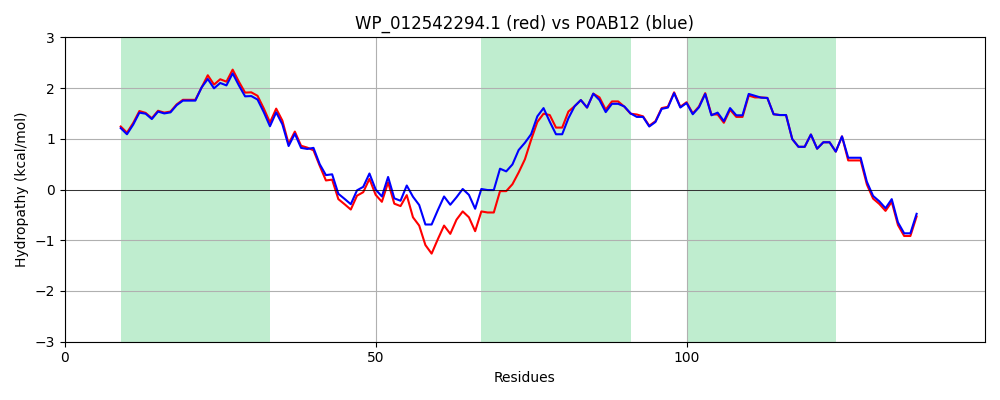 WP_012542294.1 (red) vs P0AB12 (blue)
3
2
1
0
−1
−2
−3
Hydropathy (kcal/mol)
0 50 100
Residues